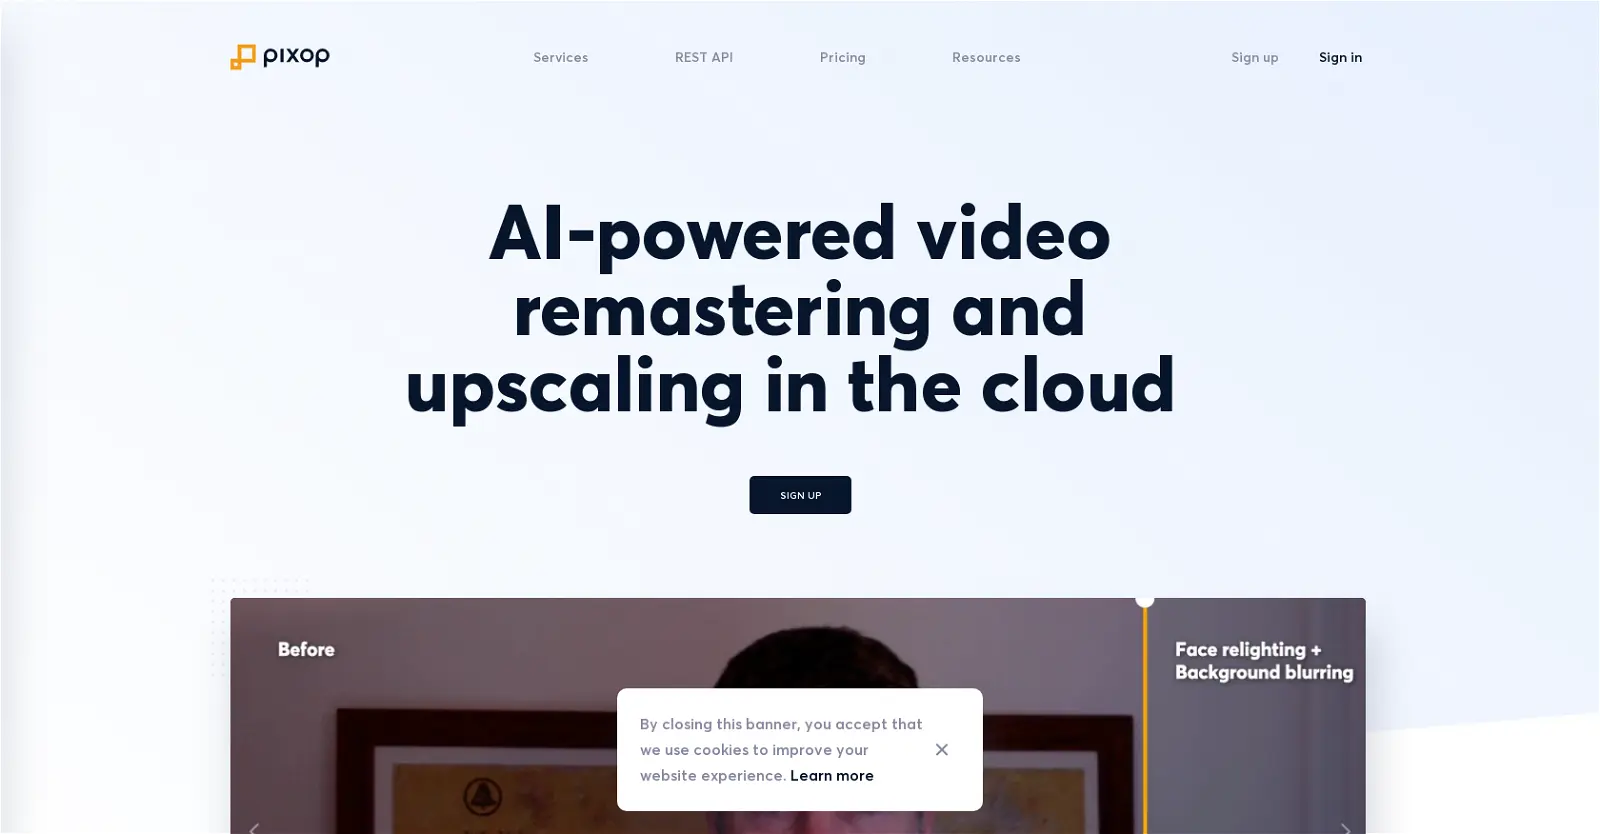 pixop
Services
REST API
Pricing
Resources
Sign up
Sign in
AI-powered video
remastering and
upscaling in the cloud
SIGN UP
Before
Face relighting +
Background blurring
By closing this banner, you accept that
we use cookies to improve your
website experience. Learn more